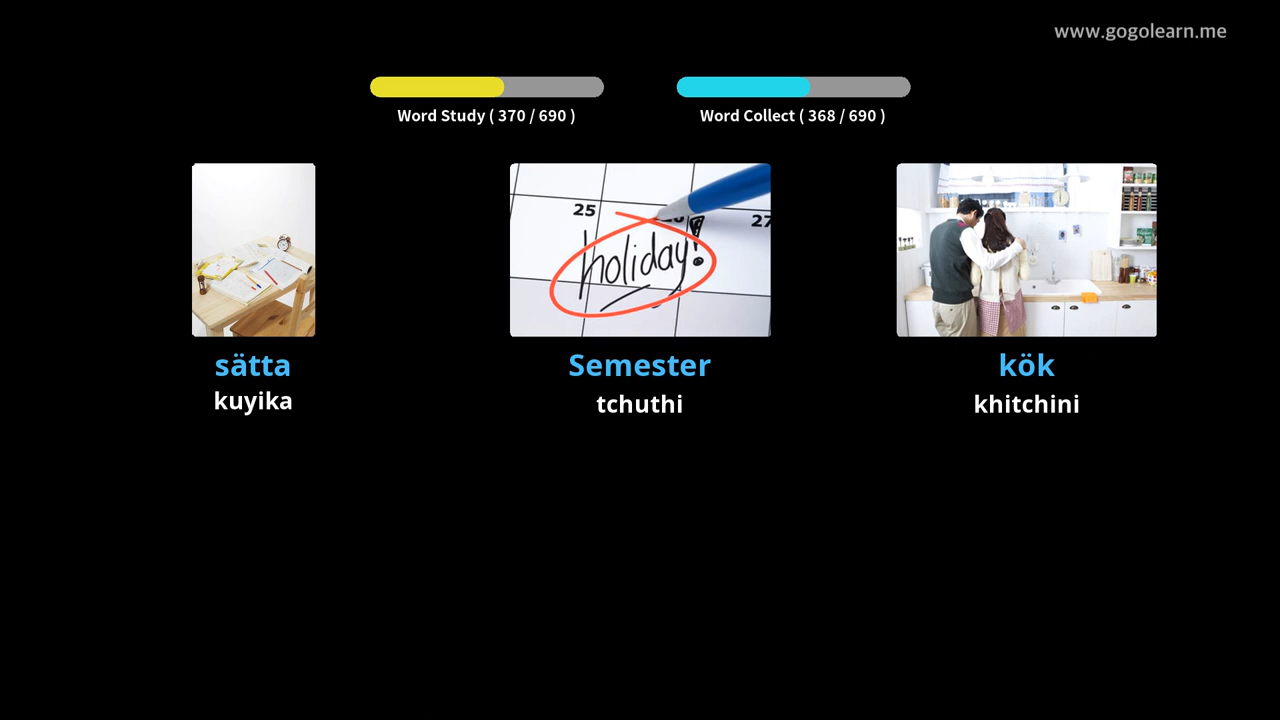 www.gogolearn.me
Word Study ( 370 / 690 )
Word Collect ( 368 / 690 )
25
27
holiday!
sätta
Semester
kök
kuyika
tchuthi
khitchini